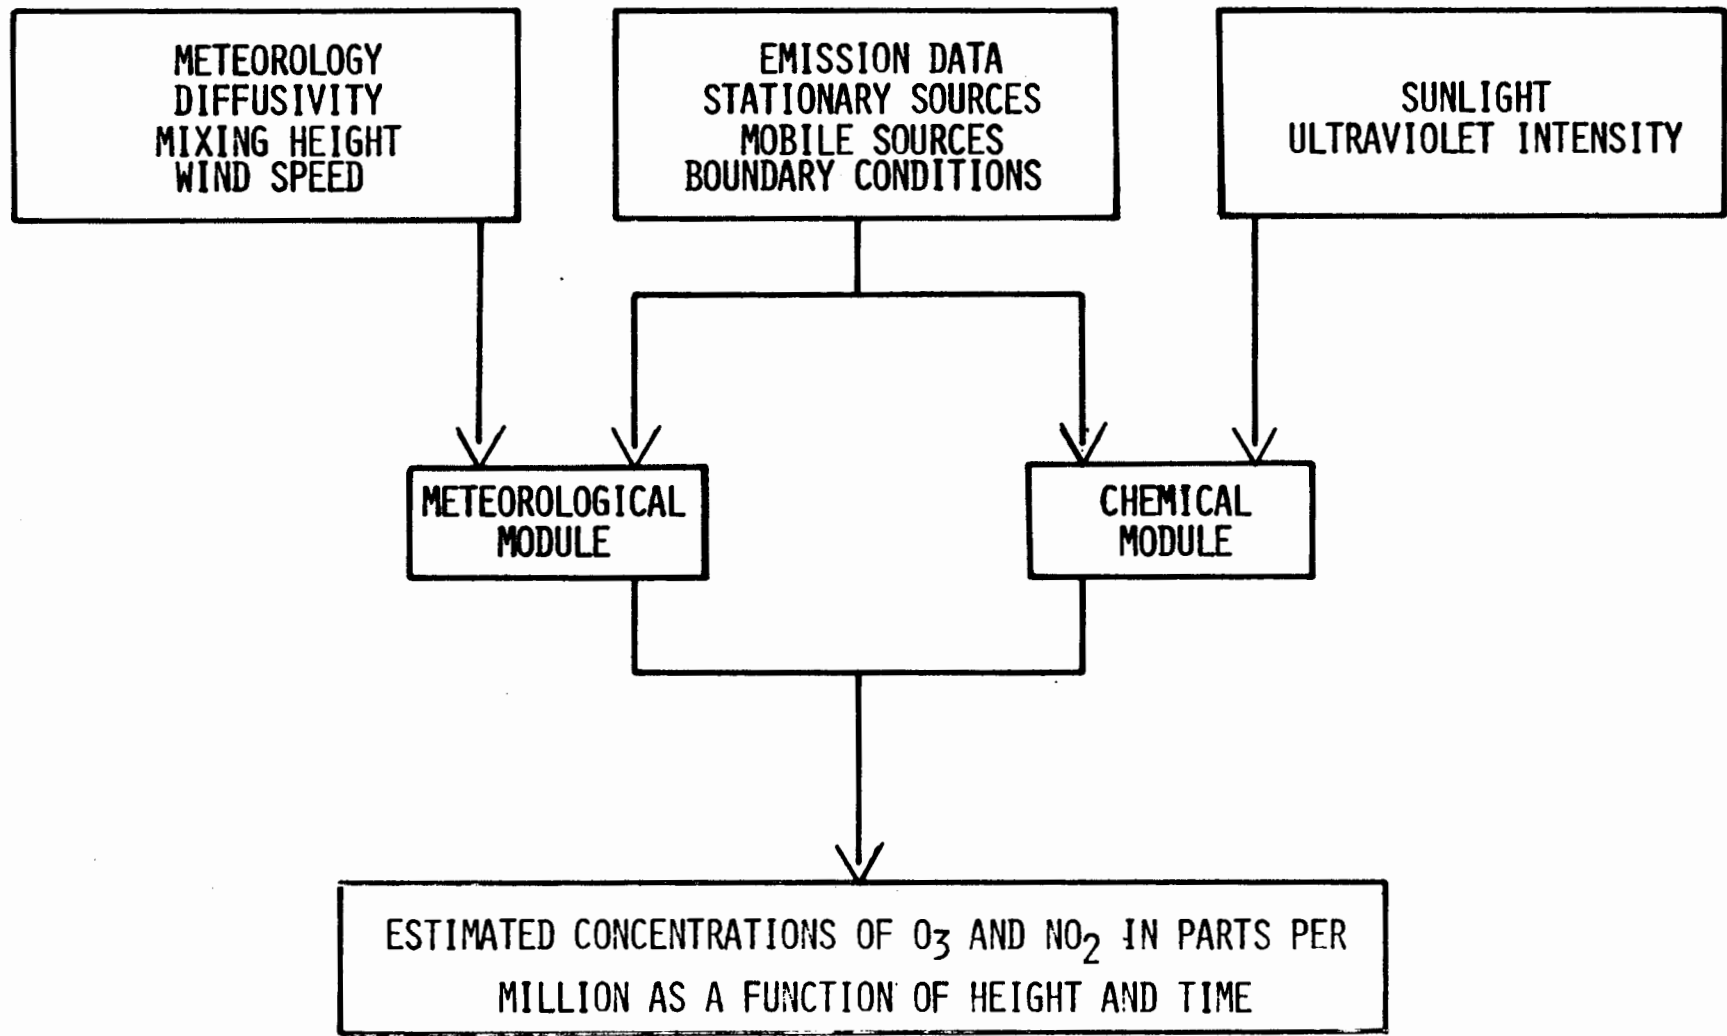 METEOROLOGY
DIFFUSIVITY
MIXING HEIGHT
WIND SPEED
EMISSION DATA
STATIONARY SOURCES
MOBILE SOURCES
BOUNDARY CONDITIONS
SUNLIGHT
ULTRAVIOLET INTENSITY
METEOROLOGICAL
MODULE
CHEMICAL
MODULE
ESTIMATED CONCENTRATIONS OF O₃ AND NO₂ IN PARTS PER
MILLION AS A FUNCTION OF HEIGHT AND TIME